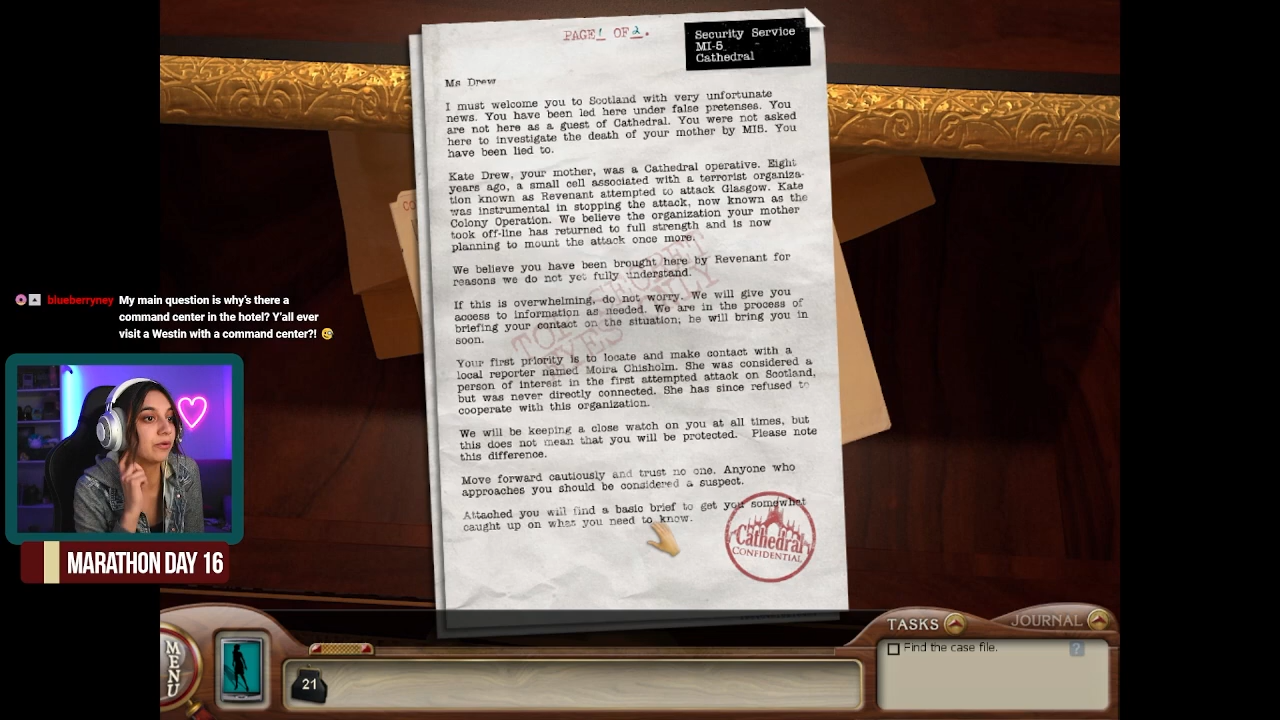 PAGE 1 OF 2.
Security Service
MI-5
Cathedral
Ms Drew
I must welcome you to Scotland with very unfortunate
news. You have been led here under false pretenses. You
are not here as a guest of Cathedral. You were not asked
here to investigate the death of your mother by MI5. You
have been lied to.
Kate Drew, your mother, was a Cathedral operative. Eight
years ago, a small cell associated with a terrorist organiza-
tion known as Revenant attempted to attack Glasgow. Kate
was instrumental in stopping the attack, now known as the
Colony Operation. We believe the organization your mother
took off-line has returned to full strength and is now
planning to mount the attack once more.
We believe you have been brought here by Revenant for
reasons we do not yet fully understand.
If this is overwhelming, do not worry. We will give you
access to information as needed. We are in the process of
briefing your contact on the situation; he will bring you in
soon.
Your first priority is to locate and make contact with a
local reporter named Moira Chisholm. She was considered a
person of interest in the first attempted attack on Scotland,
but was never directly connected. She has since refused to
cooperate with this organization.
We will be keeping a close watch on you at all times, but
this does not mean that you will be protected. Please note
this difference.
Move forward cautiously and trust no one. Anyone who
approaches you should be considered a suspect.
Attached you will find a basic brief to get you somewhat
caught up on what you need to know.
TOP SECRET
EYES ONLY
Cathedral
CONFIDENTIAL
CO
blueberryney My main question is why's there a
command center in the hotel? Y'all ever
visit a Westin with a command center?!
MARATHON DAY 16
MENU
21
TASKS
JOURNAL
Find the case file.
?